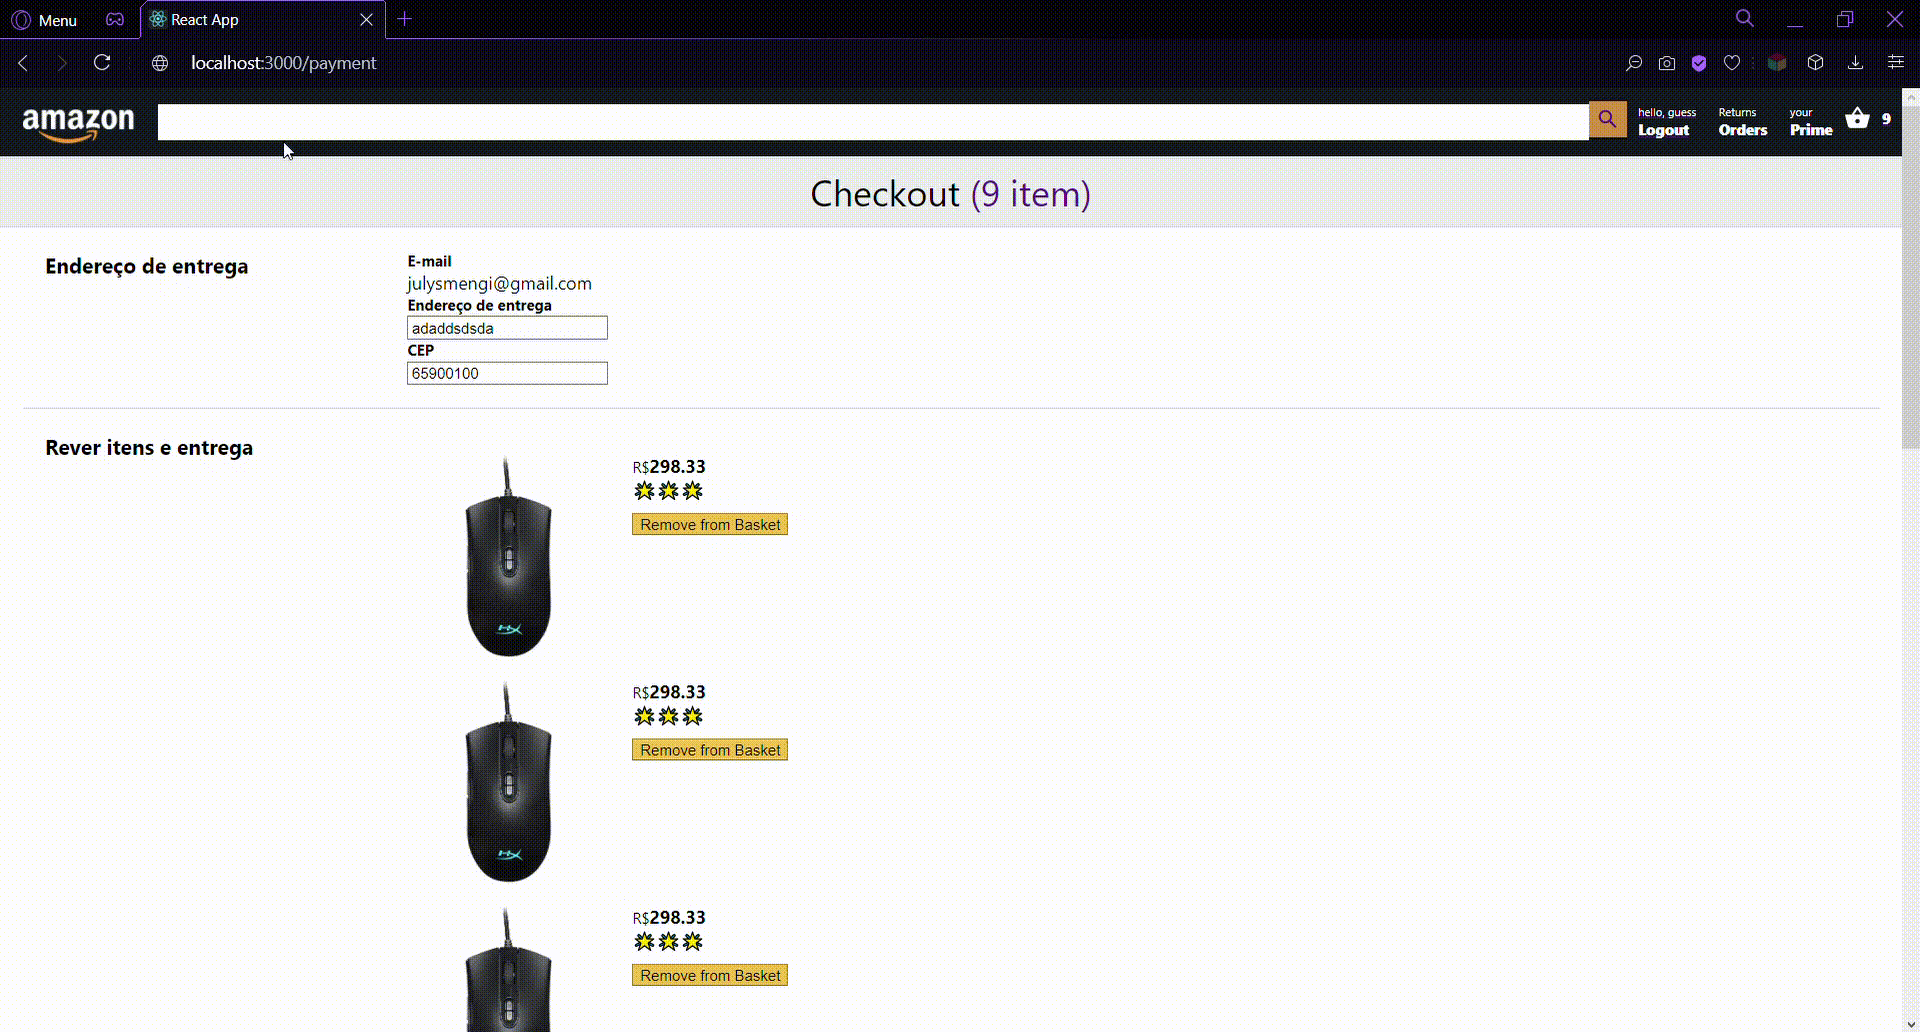 Menu
React App
localhost:3000/payment
amazon
hello, guess
Logout
Returns
Orders
your
Prime
9
Checkout (9 item)
Endereço de entrega
E-mail
julysmengi@gmail.com
Endereço de entrega
adaddsdsda
CEP
65900100
Rever itens e entrega
R$298.33
Remove from Basket
HX
R$298.33
Remove from Basket
HX
R$298.33
Remove from Basket